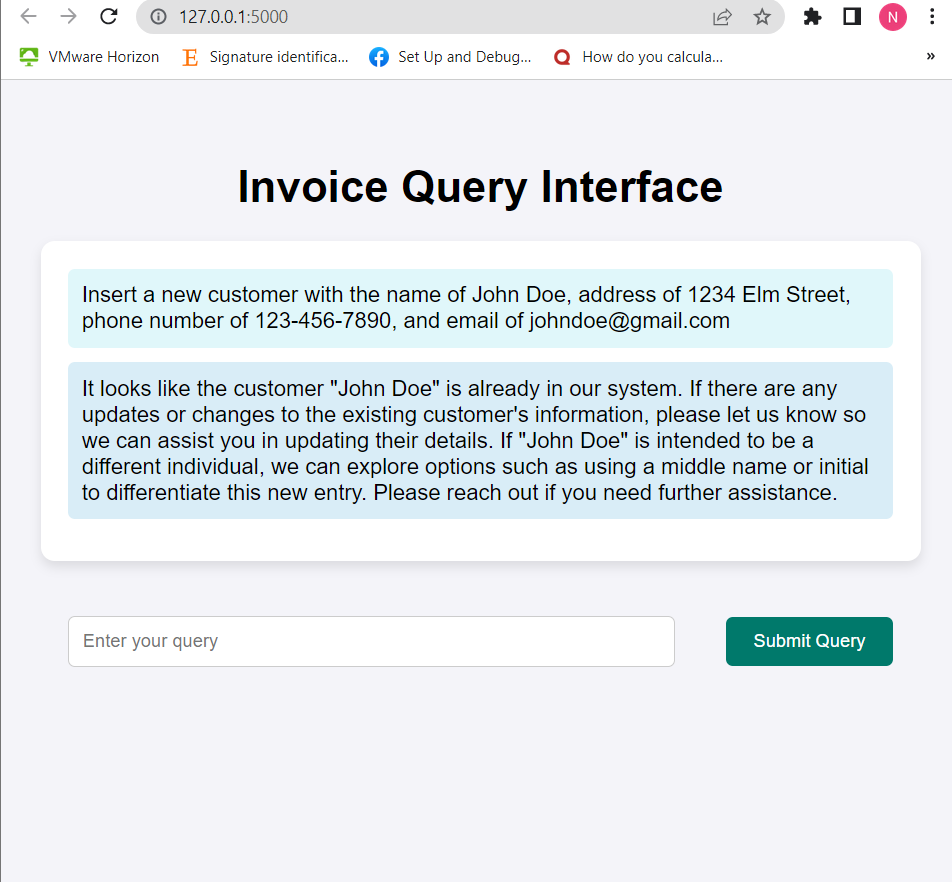 127.0.0.1:5000
N
VMware Horizon
E
Signature identifica...
Set Up and Debug...
How do you calcula...
»
Invoice Query Interface
Insert a new customer with the name of John Doe, address of 1234 Elm Street,
phone number of 123-456-7890, and email of johndoe@gmail.com
It looks like the customer "John Doe" is already in our system. If there are any
updates or changes to the existing customer's information, please let us know so
we can assist you in updating their details. If "John Doe" is intended to be a
different individual, we can explore options such as using a middle name or initial
to differentiate this new entry. Please reach out if you need further assistance.
Enter your query
Submit Query